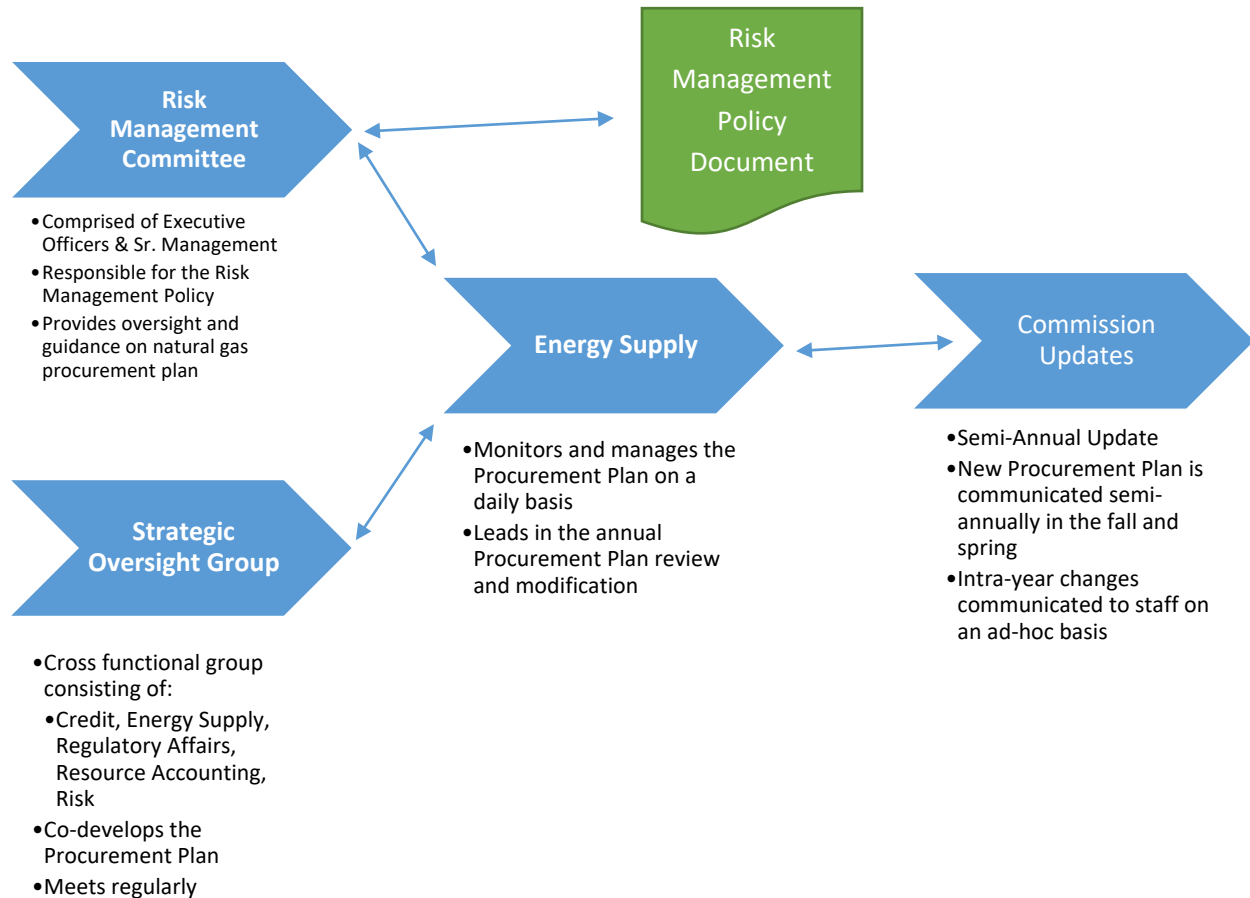 Risk
Management
Committee
•Comprised of Executive
Officers & Sr. Management
•Responsible for the Risk
Management Policy
•Provides oversight and
guidance on natural gas
procurement plan
Risk
Management
Policy
Document
Energy Supply
•Monitors and manages the
Procurement Plan on a
daily basis
•Leads in the annual
Procurement Plan review
and modification
Commission
Updates
•Semi-Annual Update
•New Procurement Plan is
communicated semi-
annually in the fall and
spring
•Intra-year changes
communicated to staff on
an ad-hoc basis
Strategic
Oversight Group
•Cross functional group
consisting of:
•Credit, Energy Supply,
Regulatory Affairs,
Resource Accounting,
Risk
•Co-develops the
Procurement Plan
•Meets regularly